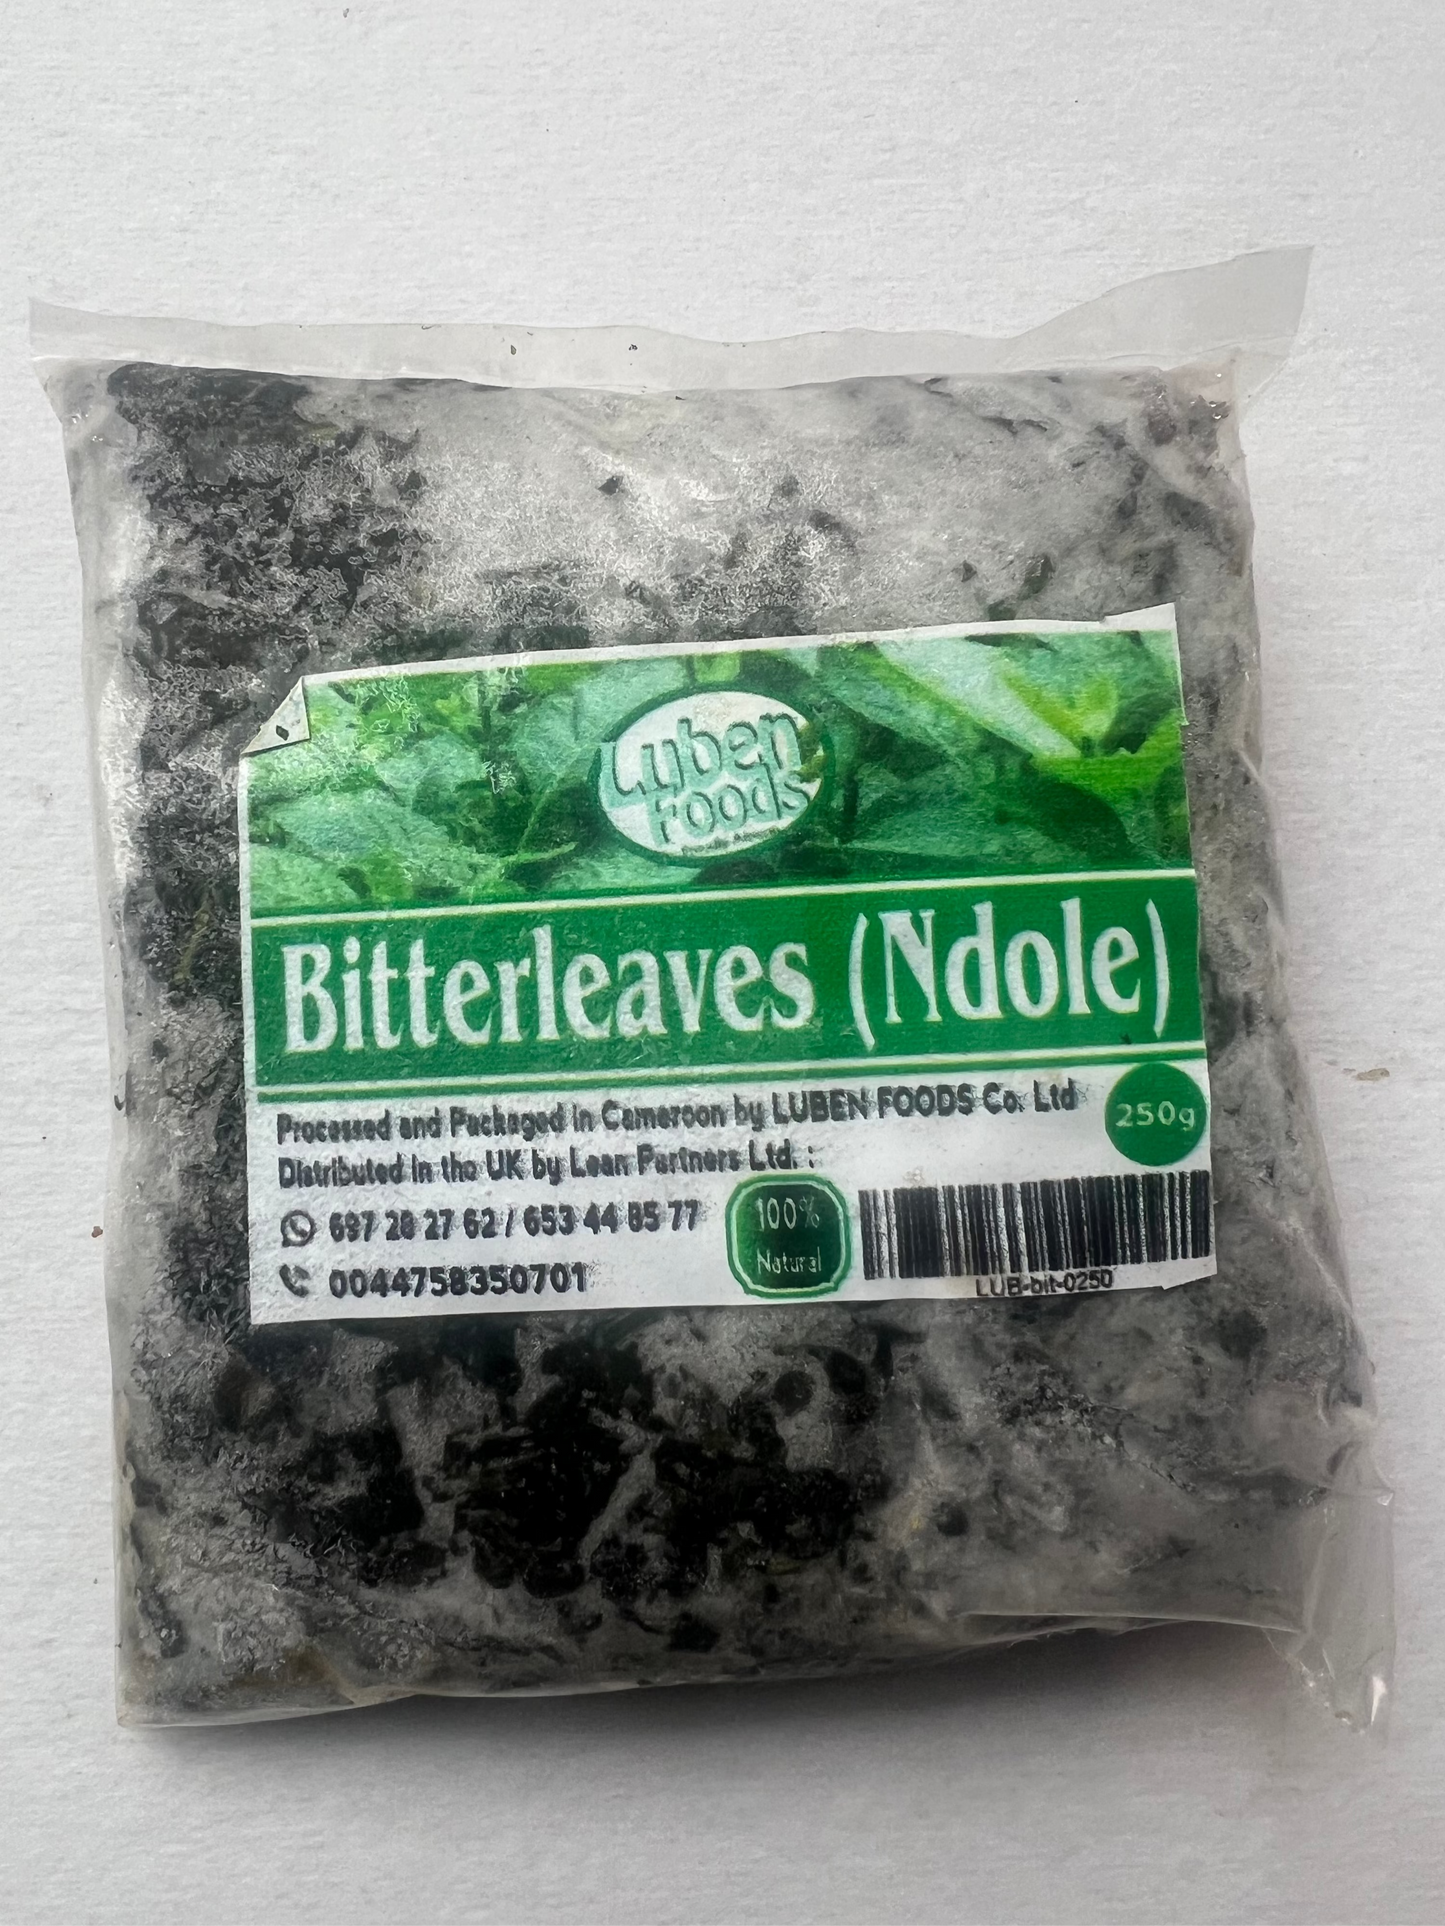 Luben
Foods
Bitterleaves (Ndole)
Processed and Packaged in Cameroon by LUBEN FOODS Co. Ltd
250g
Distributed in the UK by Lean Partners Ltd. :
697 28 27 62 / 653 44 85 77
0044758350701
100%
Natural
LUB-bit-0250